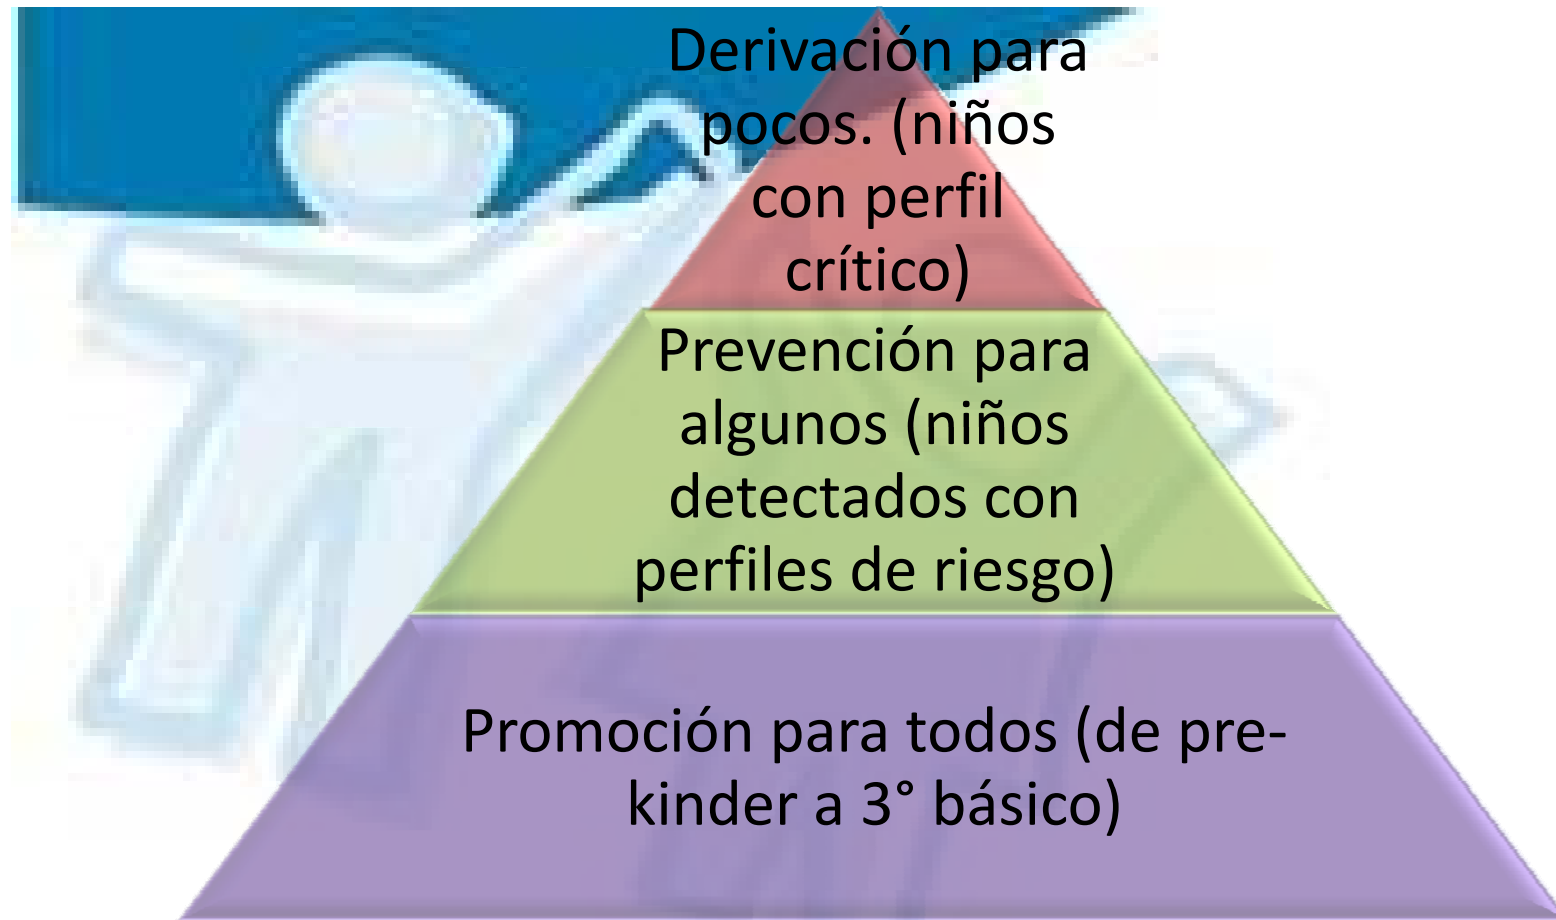 Derivación para
pocos. (niños
con perfil
crítico)
Prevención para
algunos (niños
detectados con
perfiles de riesgo)
Promoción para todos (de pre-
kinder a 3° básico)